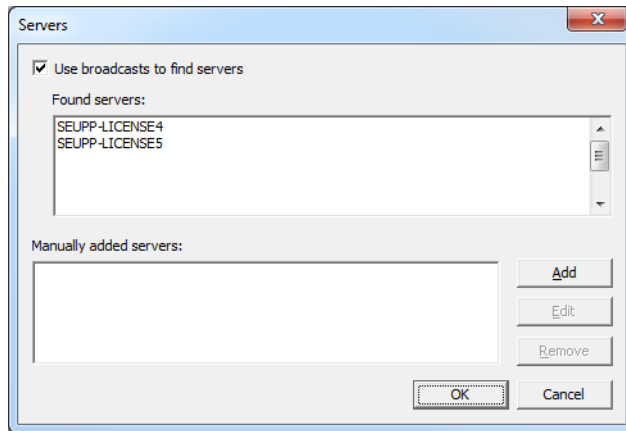 Servers
Use broadcasts to find servers
Found servers:
SEUPP-LICENSE4
SEUPP-LICENSE5
Manually added servers:
Add
Edit
Remove
OK Cancel